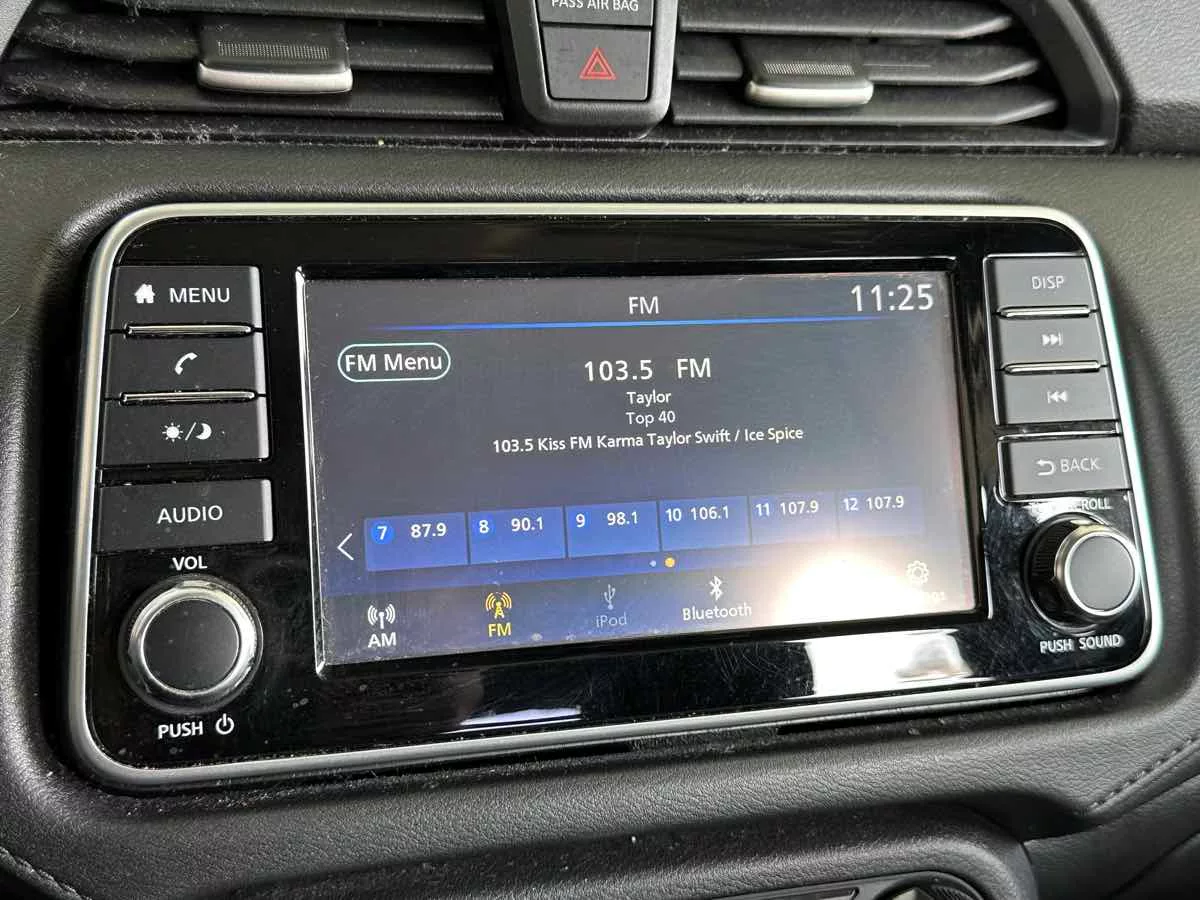 PASS AIR BAG
MENU
AUDIO
VOL
PUSH
FM
11:25
FM Menu
103.5 FM
Taylor
Top 40
103.5 Kiss FM Karma Taylor Swift / Ice Spice
7 87.9
8 90.1
9 98.1
10 106.1
11 107.9
12 107.9
AM
FM
iPod
Bluetooth
DISP
BACK
PUSH SOUND